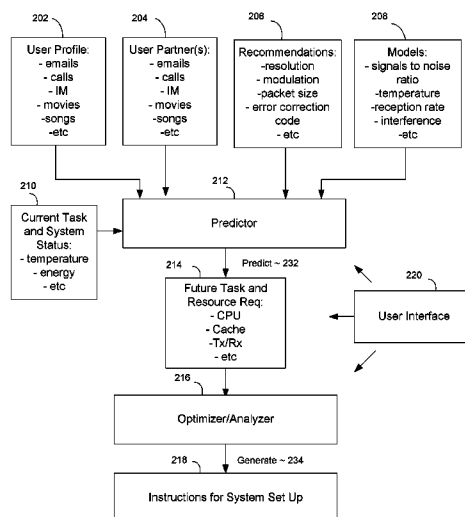 202
User Profile:
- emails
- calls
- IM
- movies
-songs
-etc
204
User Partner(s):
- emails
- calls
- IM
- movies
-songs
- etc
206
Recommendations:
-resolution
- modulation
-packet size
- error correction
code
- etc
208
Models:
- signals to noise
ratio
-temperature
-reception rate
- interference
-etc
210
Current Task
and System
Status:
- temperature
- energy
- etc
212
Predictor
Predict ~ 232
214
Future Task and
Resource Req:
- CPU
- Cache
-Tx/Rx
- etc
220
User Interface
216
Optimizer/Analyzer
Generate ~ 234
218
Instructions for System Set Up